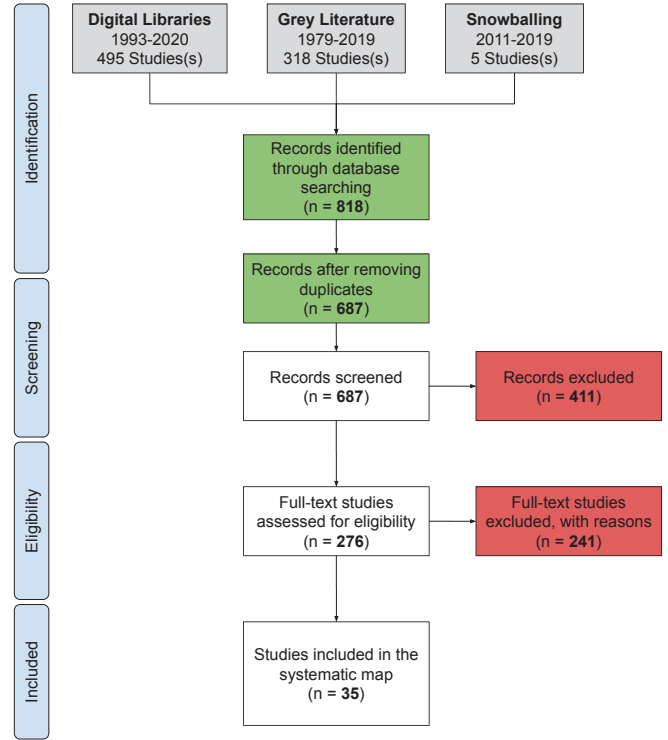 Digital Libraries
1993-2020
495 Studies(s)
Grey Literature
1979-2019
318 Studies(s)
Snowballing
2011-2019
5 Studies(s)
Identification
Records identified
through database
searching
(n = 818)
Records after removing
duplicates
(n = 687)
Screening
Records screened
(n = 687)
Records excluded
(n = 411)
Eligibility
Full-text studies
assessed for eligibility
(n = 276)
Full-text studies
excluded, with reasons
(n = 241)
Included
Studies included in the
systematic map
(n = 35)